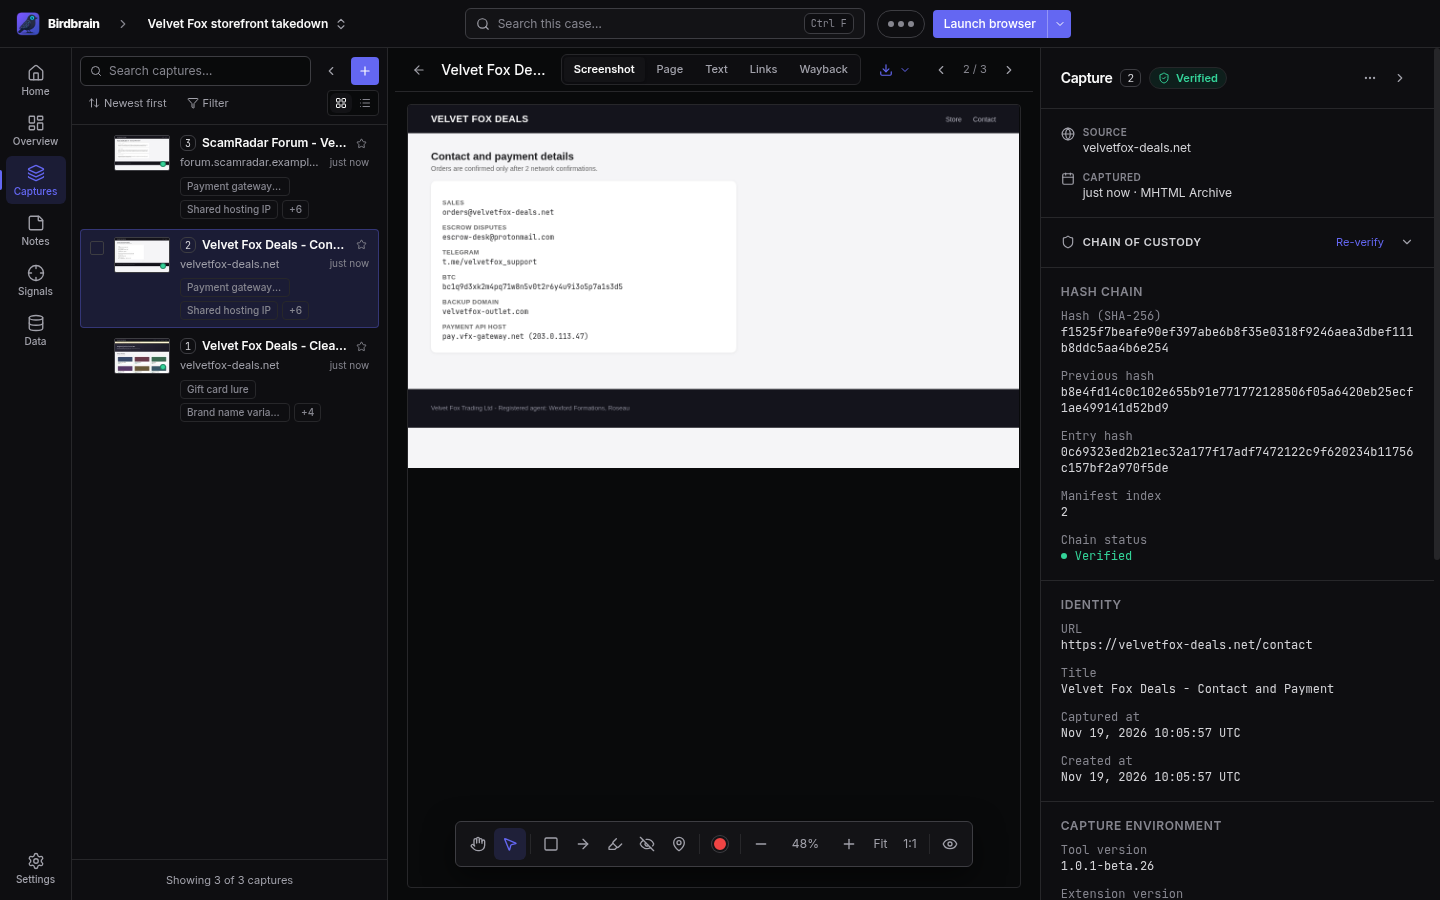 Birdbrain
Velvet Fox storefront takedown
Search this case...
Ctrl F
Launch browser
Home
Overview
Captures
Notes
Signals
Data
Settings
Search captures...
Newest first
Filter
3 ScamRadar Forum - Ve...
forum.scamradar.exampl... just now
Payment gateway...
Shared hosting IP +6
2 Velvet Fox Deals - Con...
velvetfox-deals.net just now
Payment gateway...
Shared hosting IP +6
1 Velvet Fox Deals - Clea...
velvetfox-deals.net just now
Gift card lure
Brand name varia... +4
Showing 3 of 3 captures
Velvet Fox De...
Screenshot Page Text Links Wayback
2 / 3
VELVET FOX DEALS
Store Contact
Contact and payment details
Orders are confirmed only after 2 network confirmations.
SALES
orders@velvetfox-deals.net
ESCROW DISPUTES
escrow-desk@protonmail.com
TELEGRAM
t.me/velvetfox_support
BTC
bc1q9d3xk2m4pq71w8n5v0t2r6y4u9i3o5p7a1s3d5
BACKUP DOMAIN
velvetfox-outlet.com
PAYMENT API HOST
pay.vfx-gateway.net (203.0.113.47)
Velvet Fox Trading Ltd - Registered agent: Wexford Formations, Roseau
48% Fit 1:1
Capture 2 Verified
SOURCE
velvetfox-deals.net
CAPTURED
just now · MHTML Archive
CHAIN OF CUSTODY Re-verify
HASH CHAIN
Hash (SHA-256)
f1525f7beafe90ef397abe6b8f35e0318f9246aea3dbef111
b8ddc5aa4b6e254
Previous hash
b8e4fd14c0c102e655b91e771772128506f05a6420eb25ecf
1ae499141d52bd9
Entry hash
0c69323ed2b21ec32a177f17adf7472122c9f620234b11756
c157bf2a970f5de
Manifest index
2
Chain status
Verified
IDENTITY
URL
https://velvetfox-deals.net/contact
Title
Velvet Fox Deals - Contact and Payment
Captured at
Nov 19, 2026 10:05:57 UTC
Created at
Nov 19, 2026 10:05:57 UTC
CAPTURE ENVIRONMENT
Tool version
1.0.1-beta.26
Extension version